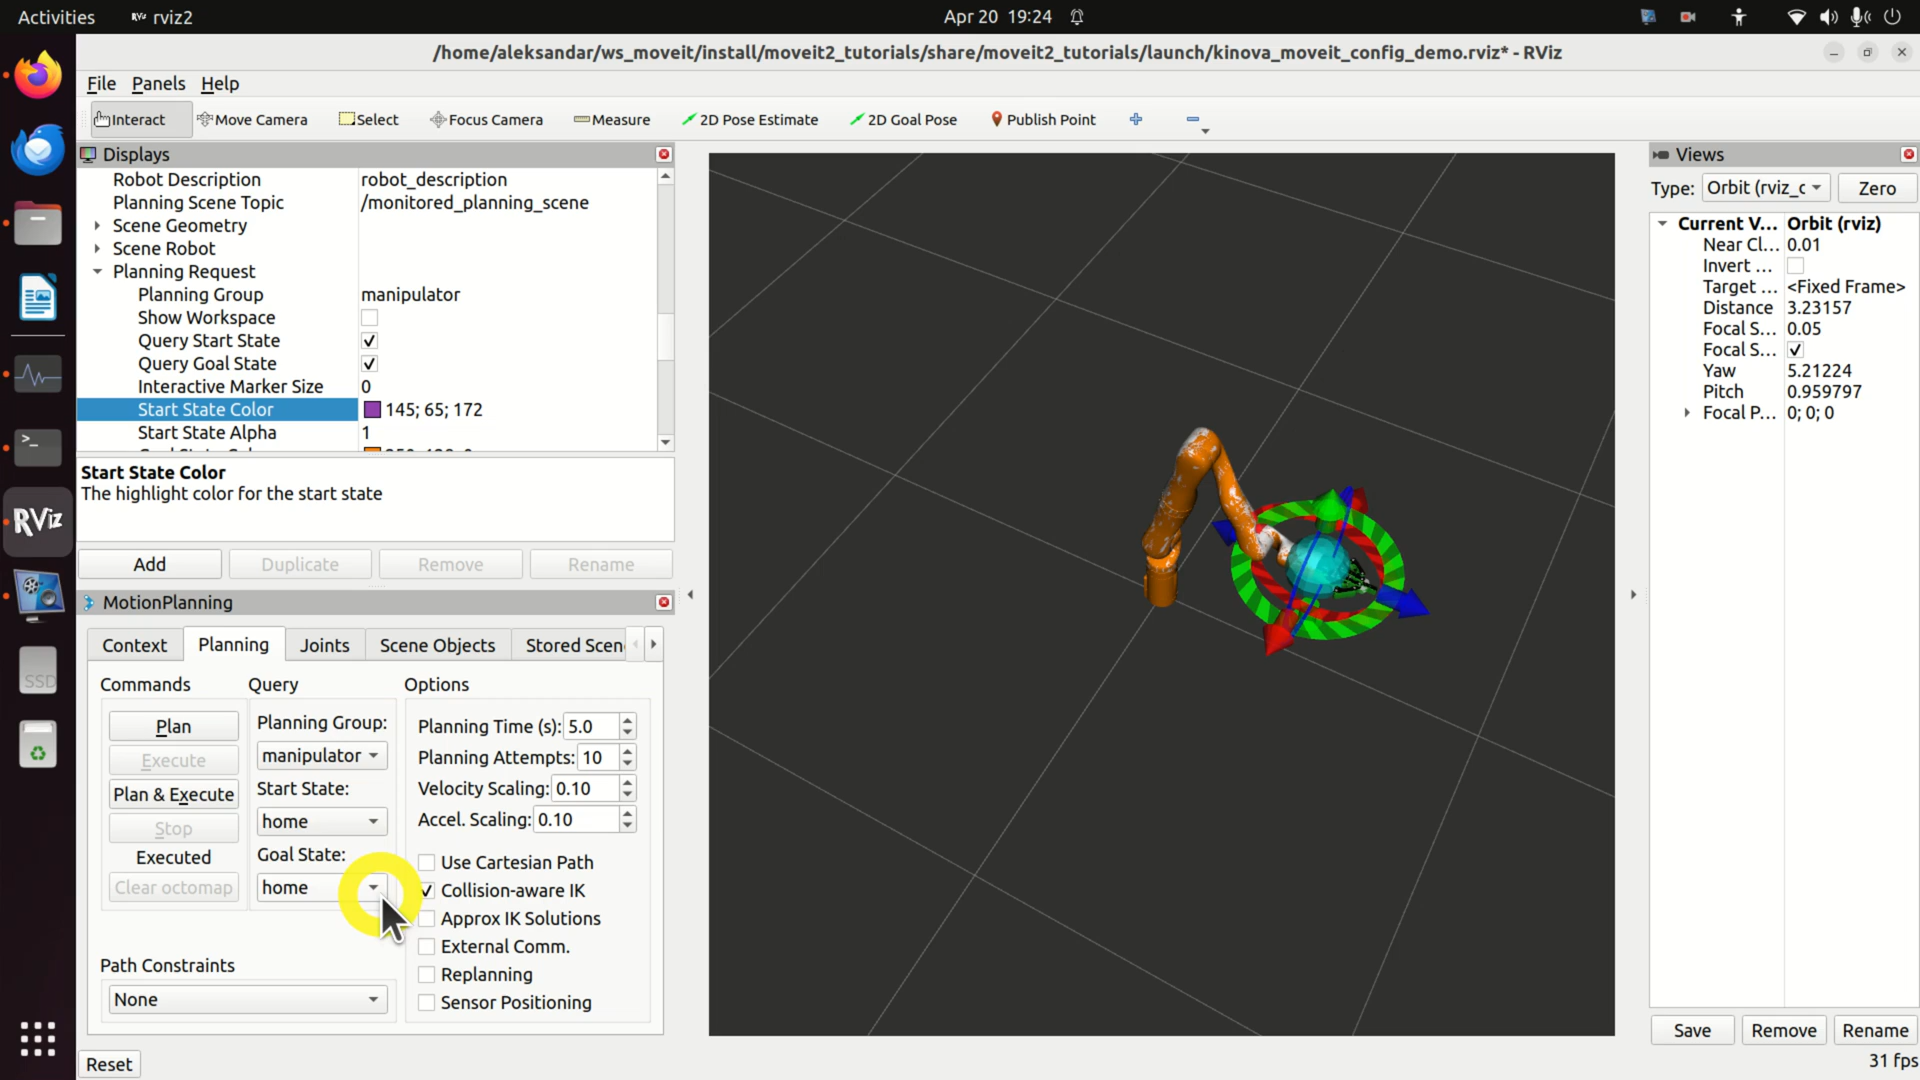 Activities
RViz rviz2
Apr 20 19:24
/home/aleksandar/ws_moveit/install/moveit2_tutorials/share/moveit2_tutorials/launch/kinova_moveit_config_demo.rviz* - RViz
File Panels Help
Interact Move Camera Select Focus Camera Measure 2D Pose Estimate 2D Goal Pose Publish Point
Displays
Robot Description robot_description
Planning Scene Topic /monitored_planning_scene
Scene Geometry
Scene Robot
Planning Request
Planning Group manipulator
Show Workspace
Query Start State
Query Goal State
Interactive Marker Size 0
Start State Color 145; 65; 172
Start State Alpha 1
Start State Color
The highlight color for the start state
Add Duplicate Remove Rename
MotionPlanning
Context Planning Joints Scene Objects Stored Scen
Commands Query Options
Plan
Execute
Plan & Execute
Stop
Executed
Clear octomap
Planning Group:
manipulator
Start State:
home
Goal State:
home
Planning Time (s): 5.0
Planning Attempts: 10
Velocity Scaling: 0.10
Accel. Scaling: 0.10
Use Cartesian Path
Collision-aware IK
Approx IK Solutions
External Comm.
Replanning
Sensor Positioning
Path Constraints
None
Reset
Views
Type: Orbit (rviz_c Zero
Current V... Orbit (rviz)
Near Cl... 0.01
Invert ...
Target ... <Fixed Frame>
Distance 3.23157
Focal S... 0.05
Focal S...
Yaw 5.21224
Pitch 0.959797
Focal P... 0; 0; 0
Save Remove Rename
31 fps
RViz
SSD